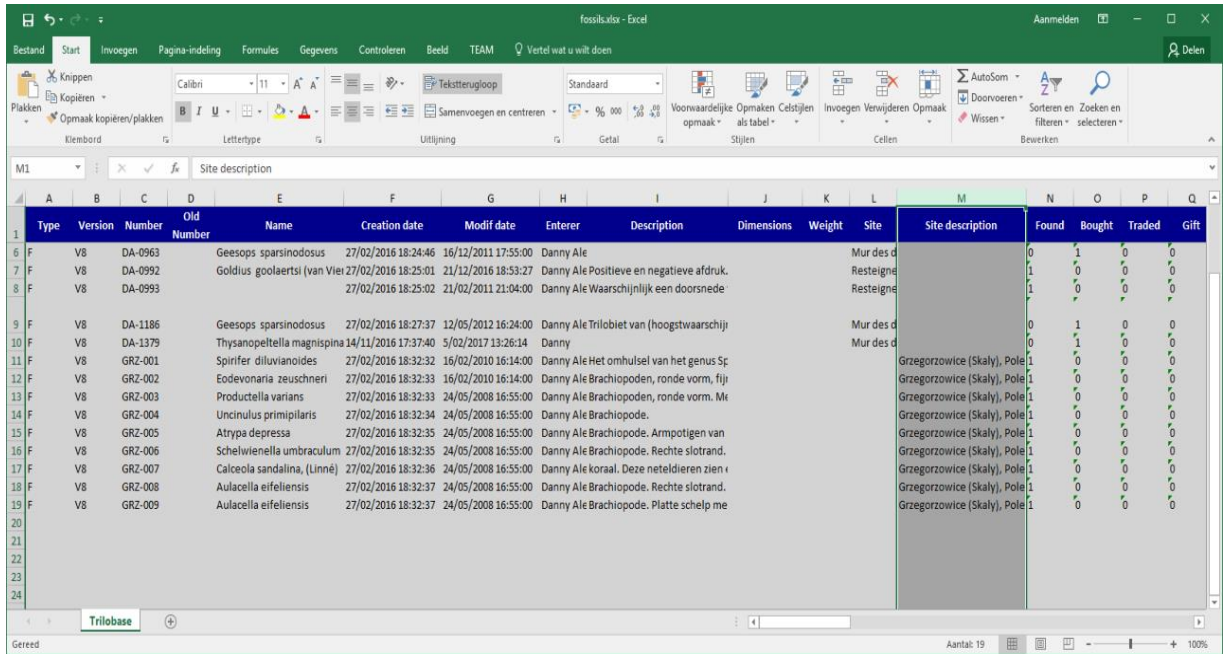 fossils.xlsx - Excel
Aanmelden
Bestand Start Invoegen Pagina-indeling Formules Gegevens Controleren Beeld TEAM Vertel wat u wilt doen Delen
Plakken
Knippen
Kopiëren
Opmaak kopiëren/plakken
Klembord
Calibri 11
B I U
Lettertype
Tekstterugloop
Samenvoegen en centreren
Uitlijning
Standaard
% 000
Getal
Voorwaardelijke opmaak
Opmaken als tabel
Celstijlen
Stijlen
Invoegen Verwijderen Opmaak
Cellen
AutoSom
Doorvoeren
Wissen
Sorteren en filteren
Zoeken en selecteren
Bewerken
M1 fx Site description
A B C D E F G H I J K L M N O P Q
1 Type Version Number Old Number Name Creation date Modif date Enterer Description Dimensions Weight Site Site description Found Bought Traded Gift
6 F V8 DA-0963 Geesops sparsinodosus 27/02/2016 18:24:46 16/12/2011 17:55:00 Danny Ale Mur des d 0 1 0 0
7 F V8 DA-0992 Goldius goolaertsi (van Vier 27/02/2016 18:25:01 21/12/2016 18:53:27 Danny Ale Positieve en negatieve afdruk. Resteigne 1 0 0 0
8 F V8 DA-0993 27/02/2016 18:25:02 21/02/2011 21:04:00 Danny Ale Waarschijnlijk een doorsnede Resteigne 1 0 0 0
9 F V8 DA-1186 Geesops sparsinodosus 27/02/2016 18:27:37 12/05/2012 16:24:00 Danny Ale Trilobiet van (hoogstwaarschijn Mur des d 0 1 0 0
10 F V8 DA-1379 Thysanopeltella magnispina 14/11/2016 17:37:40 5/02/2017 13:26:14 Danny Mur des d 0 1 0 0
11 F V8 GRZ-001 Spirifer diluvianoides 27/02/2016 18:32:32 16/02/2010 16:14:00 Danny Ale Het omhulsel van het genus Sp Grzegorzowice (Skaly), Pole 1 0 0 0
12 F V8 GRZ-002 Eodevonaria zeuschneri 27/02/2016 18:32:33 16/02/2010 16:14:00 Danny Ale Brachiopoden, ronde vorm, fijn Grzegorzowice (Skaly), Pole 1 0 0 0
13 F V8 GRZ-003 Productella varians 27/02/2016 18:32:33 24/05/2008 16:55:00 Danny Ale Brachiopoden, ronde vorm. Me Grzegorzowice (Skaly), Pole 1 0 0 0
14 F V8 GRZ-004 Uncinulus primipilaris 27/02/2016 18:32:34 24/05/2008 16:55:00 Danny Ale Brachiopode. Grzegorzowice (Skaly), Pole 1 0 0 0
15 F V8 GRZ-005 Atrypa depressa 27/02/2016 18:32:35 24/05/2008 16:55:00 Danny Ale Brachiopode. Armpotigen van Grzegorzowice (Skaly), Pole 1 0 0 0
16 F V8 GRZ-006 Schelwienella umbraculum 27/02/2016 18:32:35 24/05/2008 16:55:00 Danny Ale Brachiopode. Rechte slotrand. Grzegorzowice (Skaly), Pole 1 0 0 0
17 F V8 GRZ-007 Calceola sandalina, (Linné) 27/02/2016 18:32:36 24/05/2008 16:55:00 Danny Ale koraal. Deze neteldieren zien e Grzegorzowice (Skaly), Pole 1 0 0 0
18 F V8 GRZ-008 Aulacella eifeliensis 27/02/2016 18:32:37 24/05/2008 16:55:00 Danny Ale Brachiopode. Rechte slotrand. Grzegorzowice (Skaly), Pole 1 0 0 0
19 F V8 GRZ-009 Aulacella eifeliensis 27/02/2016 18:32:37 24/05/2008 16:55:00 Danny Ale Brachiopode. Platte schelp me Grzegorzowice (Skaly), Pole 1 0 0 0
20
21
22
23
24
Trilobase
Gereed Aantal: 19 100%